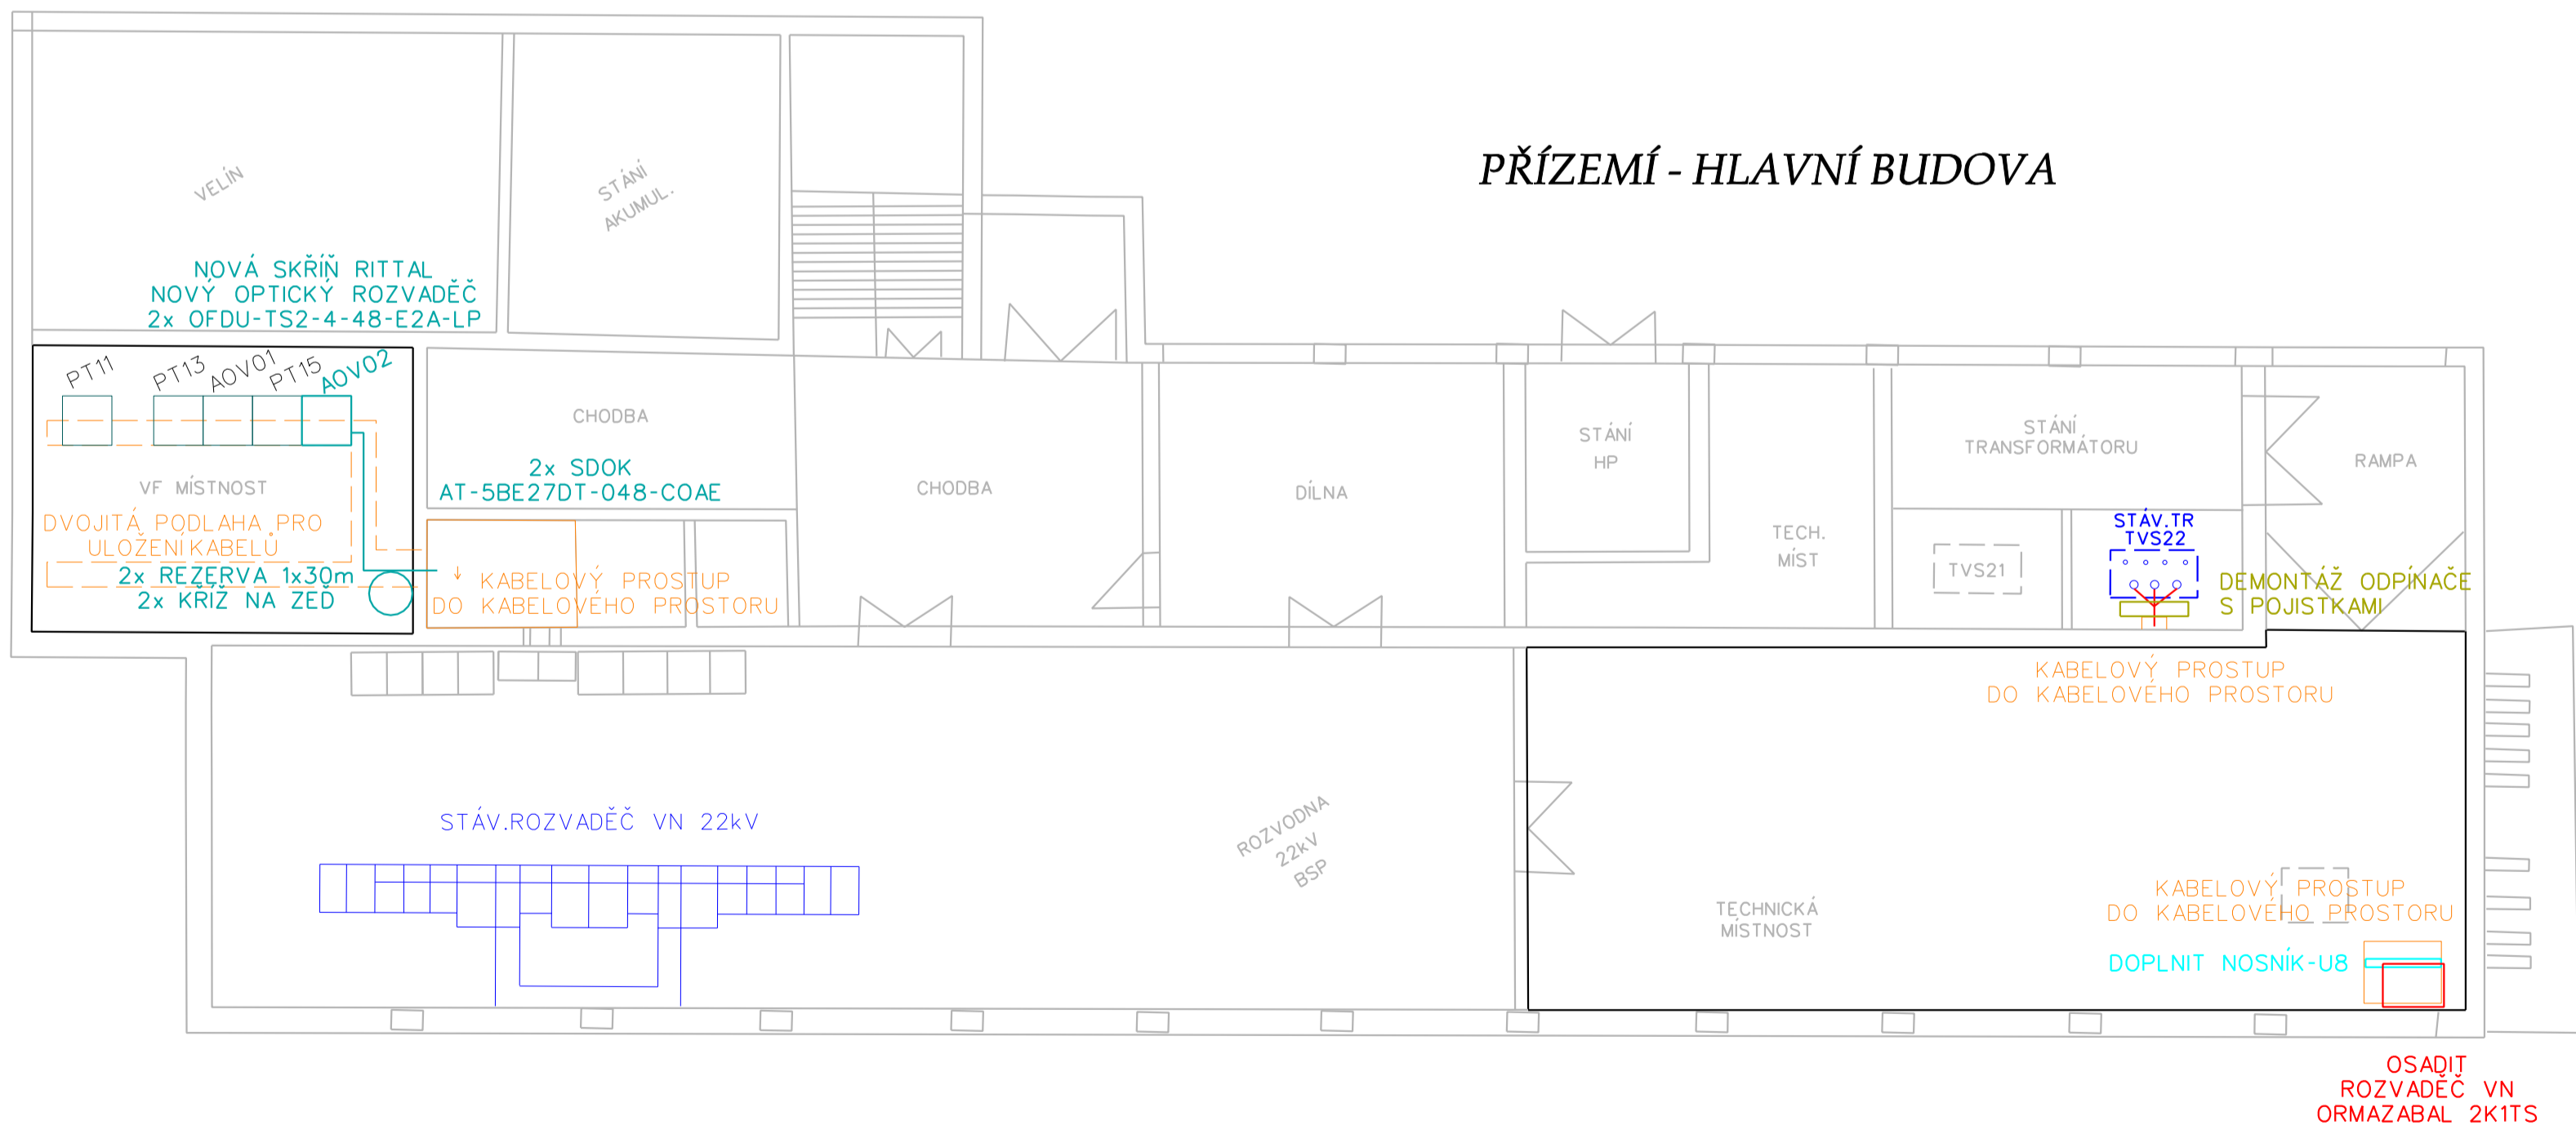 PŘÍZEMÍ - HLAVNÍ BUDOVA
VELÍN
STÁNÍ
AKUMUL.
NOVÁ SKŘÍŇ RITTAL
NOVÝ OPTICKÝ ROZVADĚČ
2x OFDU-TS2-4-48-E2A-LP
PT11
PT13
AOV01
PT15
AOV02
VF MÍSTNOST
DVOJITÁ PODLAHA PRO
ULOŽENÍ KABELŮ
2x REZERVA 1x30m
2x KŘÍŽ NA ZEĎ
CHODBA
2x SDOK
AT-5BE27DT-048-COAE
KABELOVÝ PROSTUP
DO KABELOVÉHO PROSTORU
CHODBA
DÍLNA
STÁNÍ
HP
TECH.
MÍST
STÁNÍ
TRANSFORMÁTORU
RAMPA
TVS21
STÁV.TR
TVS22
DEMONTÁŽ ODPÍNAČE
S POJISTKAMI
KABELOVÝ PROSTUP
DO KABELOVÉHO PROSTORU
STÁV.ROZVADĚČ VN 22kV
ROZVODNA
22kV
BSP
TECHNICKÁ
MÍSTNOST
KABELOVÝ PROSTUP
DO KABELOVÉHO PROSTORU
DOPLNIT NOSNÍK-U8
OSADIT
ROZVADĚČ VN
ORMAZABAL 2K1TS